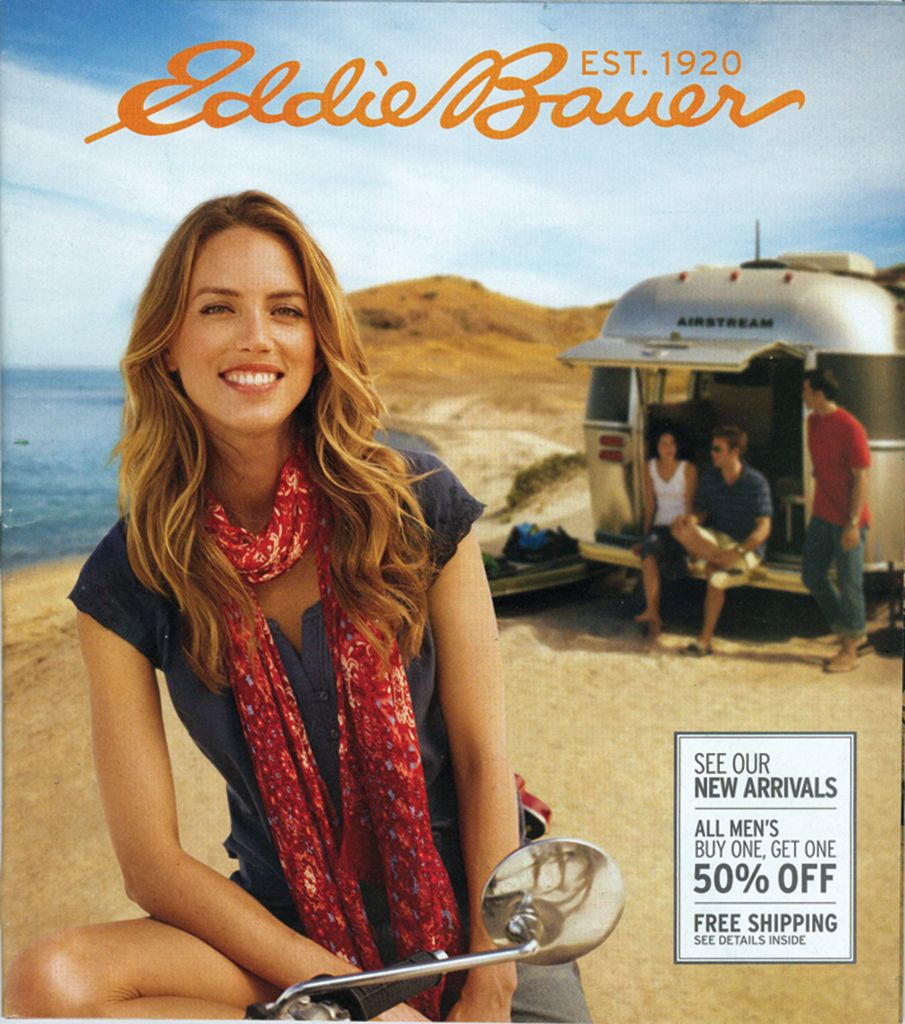 Eddie Bauer EST. 1920
AIRSTREAM
SEE OUR
NEW ARRIVALS
ALL MEN'S
BUY ONE, GET ONE
50% OFF
FREE SHIPPING
SEE DETAILS INSIDE